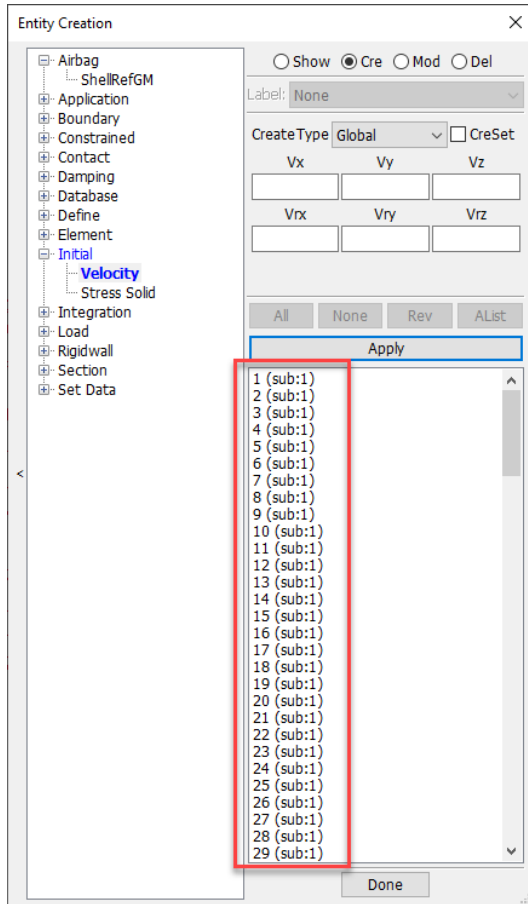 Entity Creation
Airbag
ShellRefGM
Application
Boundary
Constrained
Contact
Damping
Database
Define
Element
Initial
Velocity
Stress Solid
Integration
Load
Rigidwall
Section
Set Data
<
Show Cre Mod Del
Label: None
CreateType Global CreSet
Vx Vy Vz
Vrx Vry Vrz
All None Rev AList
Apply
1 (sub:1)
2 (sub:1)
3 (sub:1)
4 (sub:1)
5 (sub:1)
6 (sub:1)
7 (sub:1)
8 (sub:1)
9 (sub:1)
10 (sub:1)
11 (sub:1)
12 (sub:1)
13 (sub:1)
14 (sub:1)
15 (sub:1)
16 (sub:1)
17 (sub:1)
18 (sub:1)
19 (sub:1)
20 (sub:1)
21 (sub:1)
22 (sub:1)
23 (sub:1)
24 (sub:1)
25 (sub:1)
26 (sub:1)
27 (sub:1)
28 (sub:1)
29 (sub:1)
Done